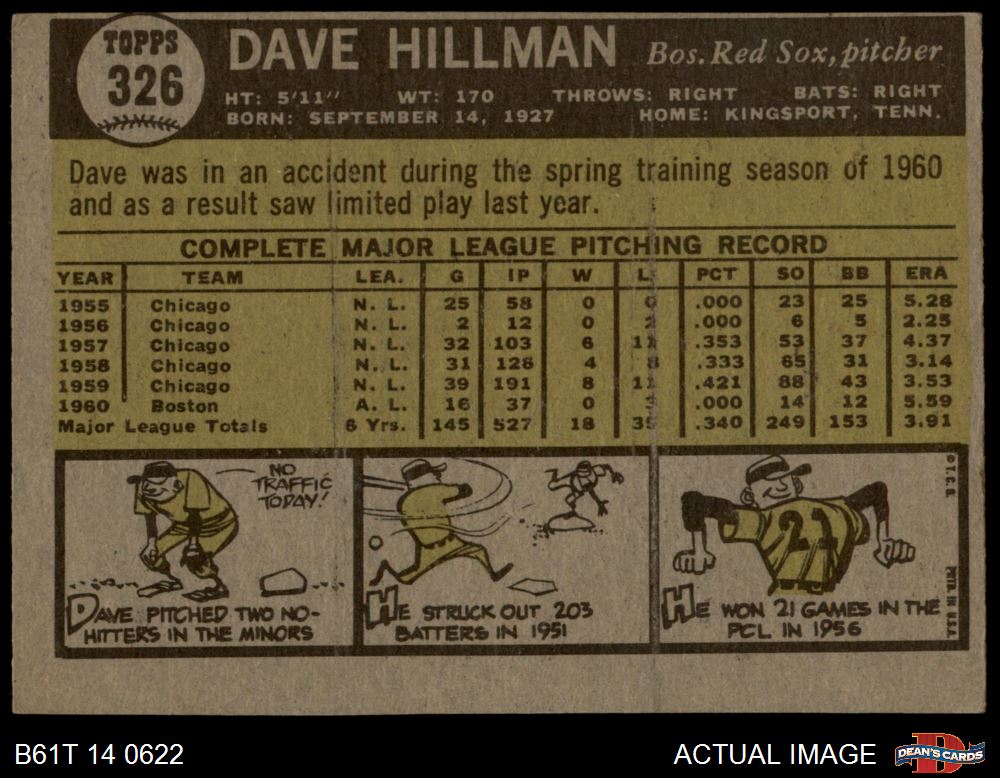 TOPPS
326
DAVE HILLMAN Bos. Red Sox, pitcher
HT: 5'11" WT: 170 THROWS: RIGHT BATS: RIGHT
BORN: SEPTEMBER 14, 1927 HOME: KINGSPORT, TENN.
Dave was in an accident during the spring training season of 1960
and as a result saw limited play last year.
COMPLETE MAJOR LEAGUE PITCHING RECORD
YEAR TEAM LEA. G IP W L PCT SO BB ERA
1955 Chicago N. L. 25 58 0 0 .000 23 25 5.28
1956 Chicago N. L. 2 12 0 2 .000 6 5 2.25
1957 Chicago N. L. 32 103 6 11 .353 53 37 4.37
1958 Chicago N. L. 31 126 4 8 .333 65 31 3.14
1959 Chicago N. L. 39 191 8 11 .421 88 43 3.53
1960 Boston A. L. 16 37 0 3 .000 14 12 5.59
Major League Totals 6 Yrs. 145 527 18 35 .340 249 153 3.91
NO
TRAFFIC
TODAY!
DAVE PITCHED TWO NO-
HITTERS IN THE MINORS
HE STRUCK OUT 203
BATTERS IN 1951
21
HE WON 21 GAMES IN THE
PCL IN 1956
© T. C. G.
PRTD. IN U.S.A.
B61T 14 0622 ACTUAL IMAGE
DEAN'S CARDS